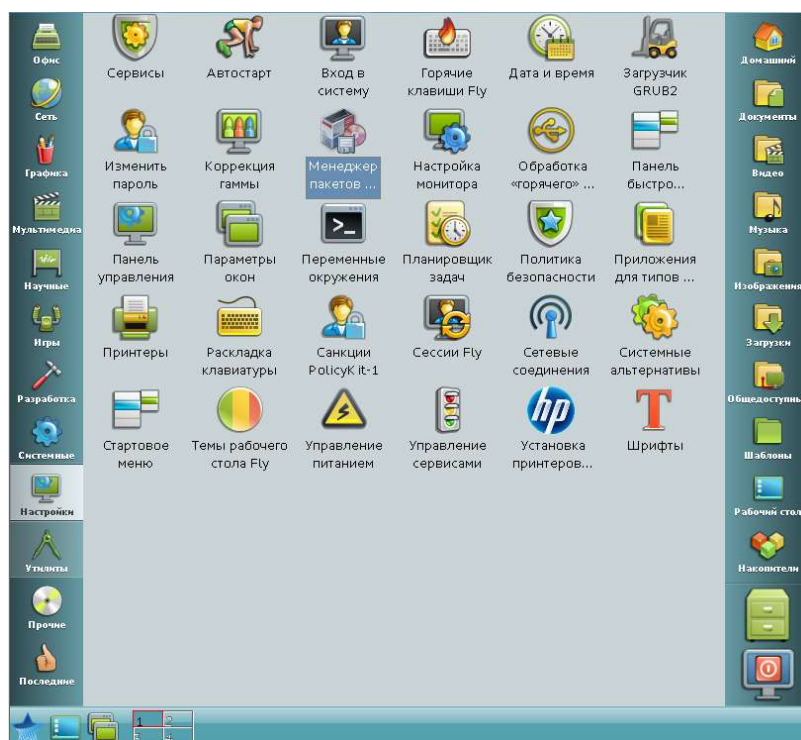 Офис
Сеть
Графика
Мультимедиа
Научные
Игры
Разработка
Системные
Настройки
Утилиты
Прочие
Последние
Сервисы
Автостарт
Вход в
систему
Горячие
клавиши Fly
Дата и время
Загрузчик
GRUB2
Изменить
пароль
Коррекция
гаммы
Менеджер
пакетов ...
Настройка
монитора
Обработка
«горячего» ...
Панель
быстро...
Панель
управления
Параметры
окон
Переменные
окружения
Планировщик
задач
Политика
безопасности
Приложения
для типов ...
Принтеры
Раскладка
клавиатуры
Санкции
PolicyKit-1
Сессии Fly
Сетевые
соединения
Системные
альтернативы
Стартовое
меню
Темы рабочего
стола Fly
Управление
питанием
Управление
сервисами
hp
Установка
принтеров...
Шрифты
Домашний
Документы
Видео
Музыка
Изображения
Загрузки
Общедоступны
Шаблоны
Рабочий стол
Накопители
1 2
3 4